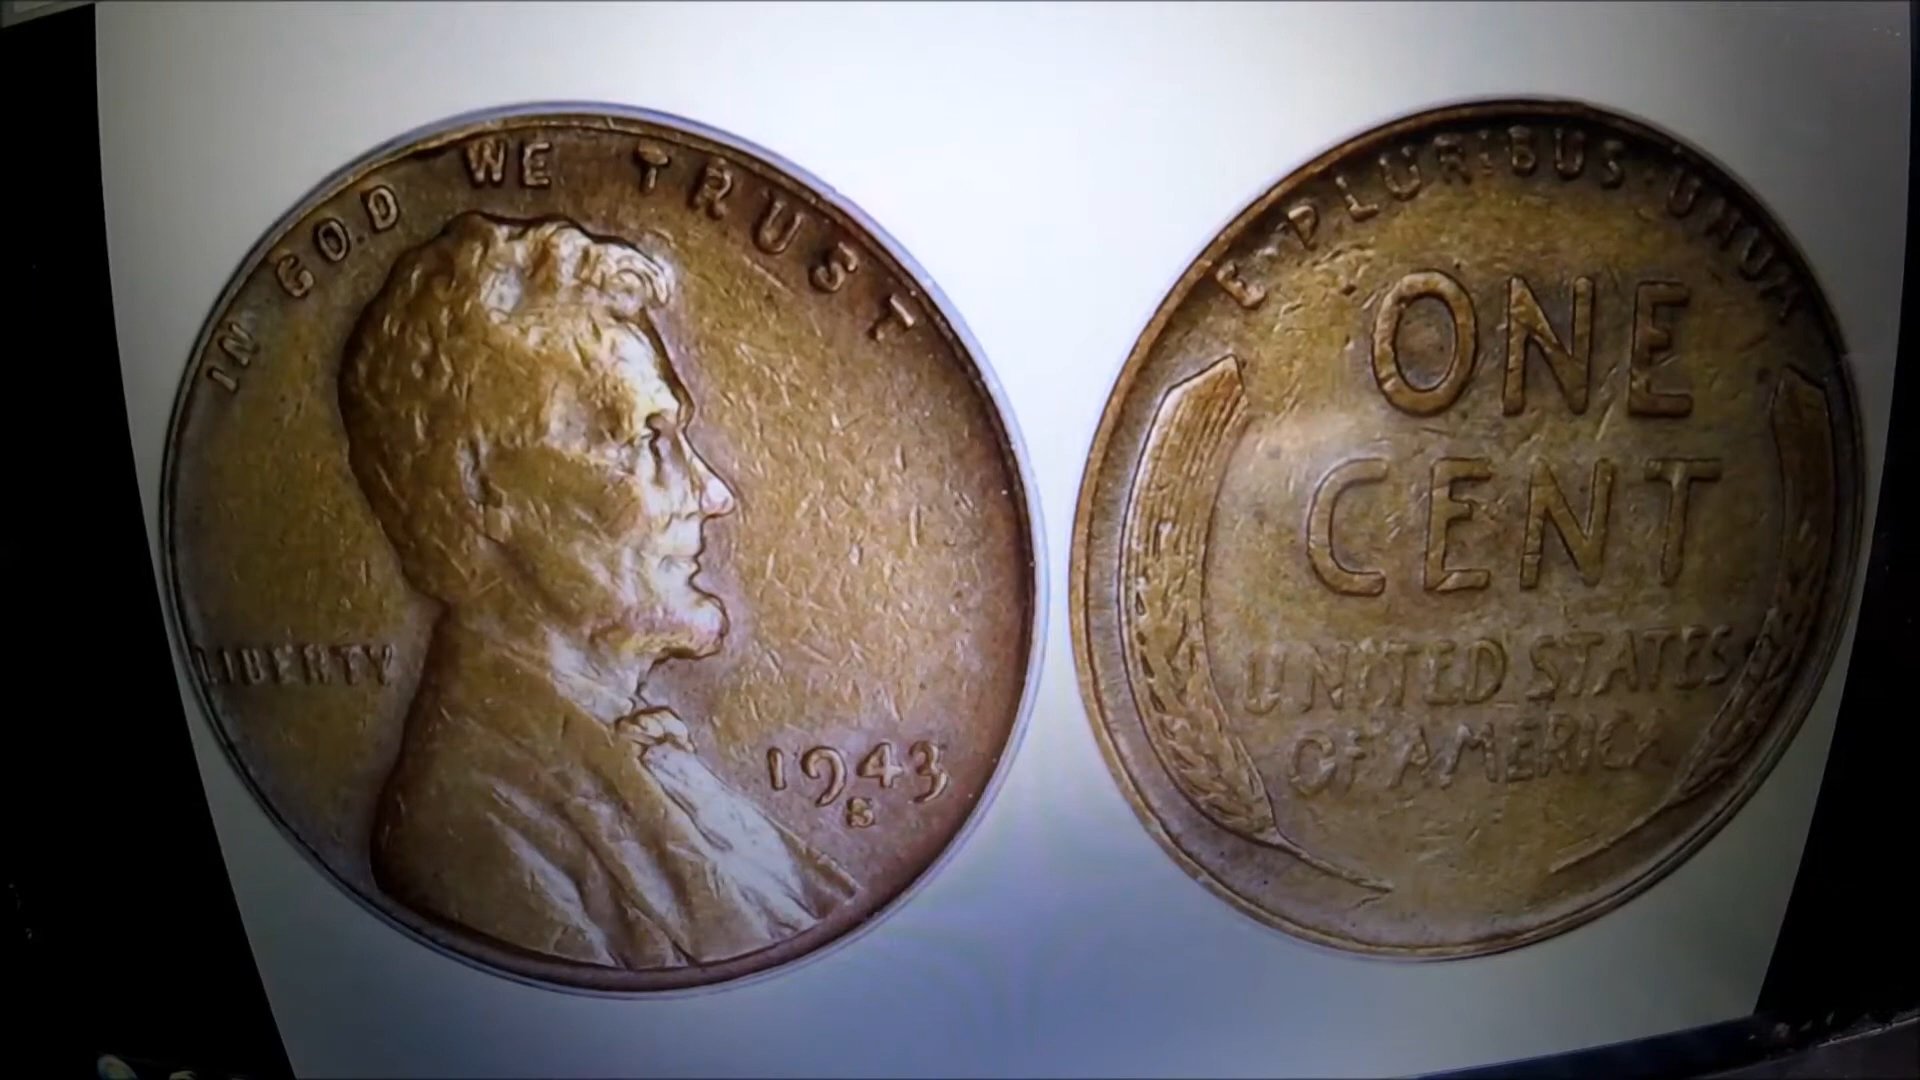 IN GOD WE TRUST
LIBERTY
1943
S
E·PLURIBUS·UNUM
ONE
CENT
UNITED STATES
OF AMERICA